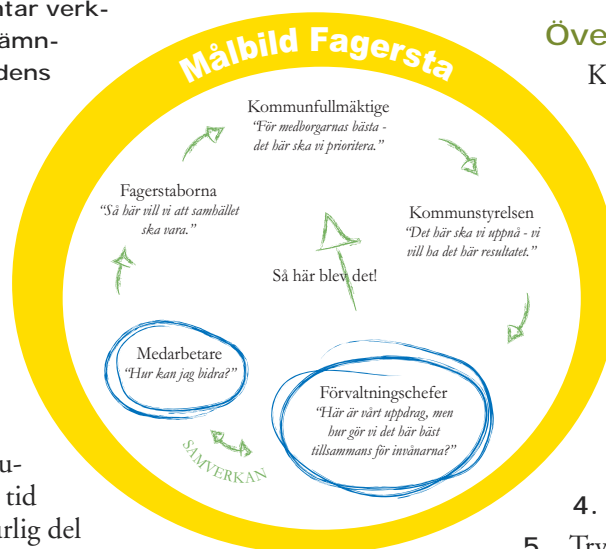 ntar verk-
ämn-
dens
Målbild Fagersta
Öve
K
Kommunfullmäktige
"För medborgarnas bästa -
det här ska vi prioritera."
Fagerstaborna
"Så här vill vi att samhället
ska vara."
Kommunstyrelsen
"Det här ska vi uppnå - vi
vill ha det här resultatet."
Så här blev det!
Medarbetare
"Hur kan jag bidra?"
Förvaltningschefer
"Här är vårt uppdrag, men
hur gör vi det här bäst
tillsammans för invånarna?"
SAMVERKAN
u-
tid
rlig del
4.
5. Try